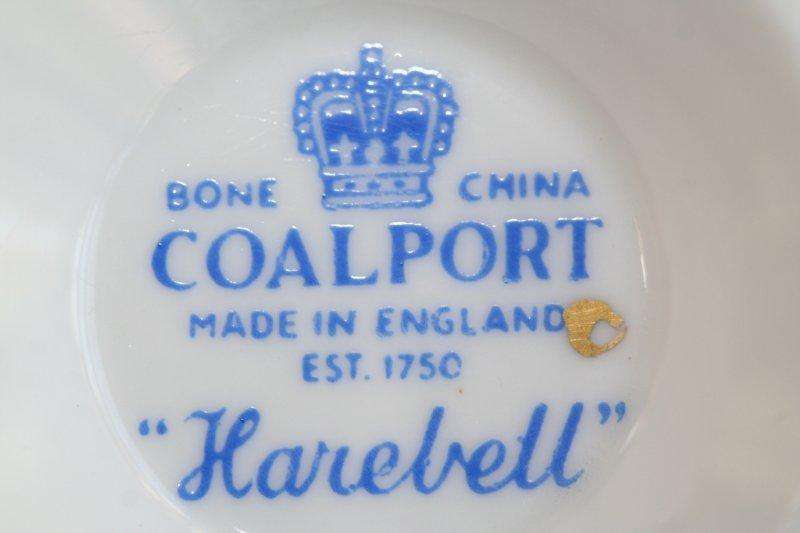 BONE CHINA
COALPORT
MADE IN ENGLAND
EST. 1750
"Harebell"